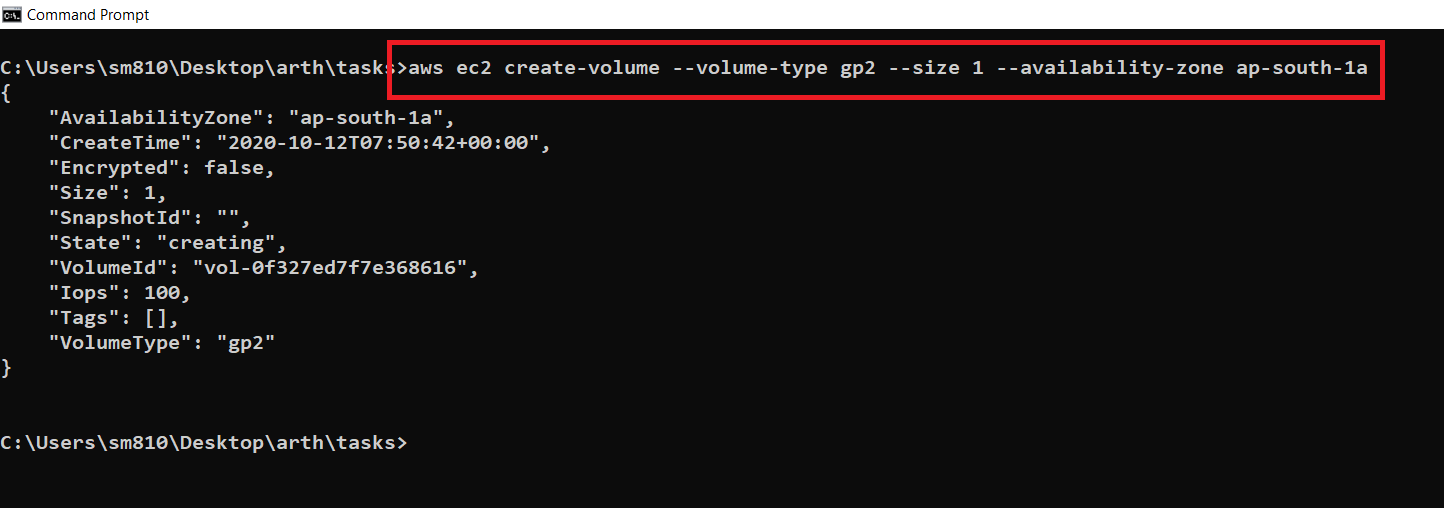 Command Prompt
C:\Users\sm810\Desktop\arth\tasks>aws ec2 create-volume --volume-type gp2 --size 1 --availability-zone ap-south-1a
{
    "AvailabilityZone": "ap-south-1a",
    "CreateTime": "2020-10-12T07:50:42+00:00",
    "Encrypted": false,
    "Size": 1,
    "SnapshotId": "",
    "State": "creating",
    "VolumeId": "vol-0f327ed7f7e368616",
    "Iops": 100,
    "Tags": [],
    "VolumeType": "gp2"
}
C:\Users\sm810\Desktop\arth\tasks>